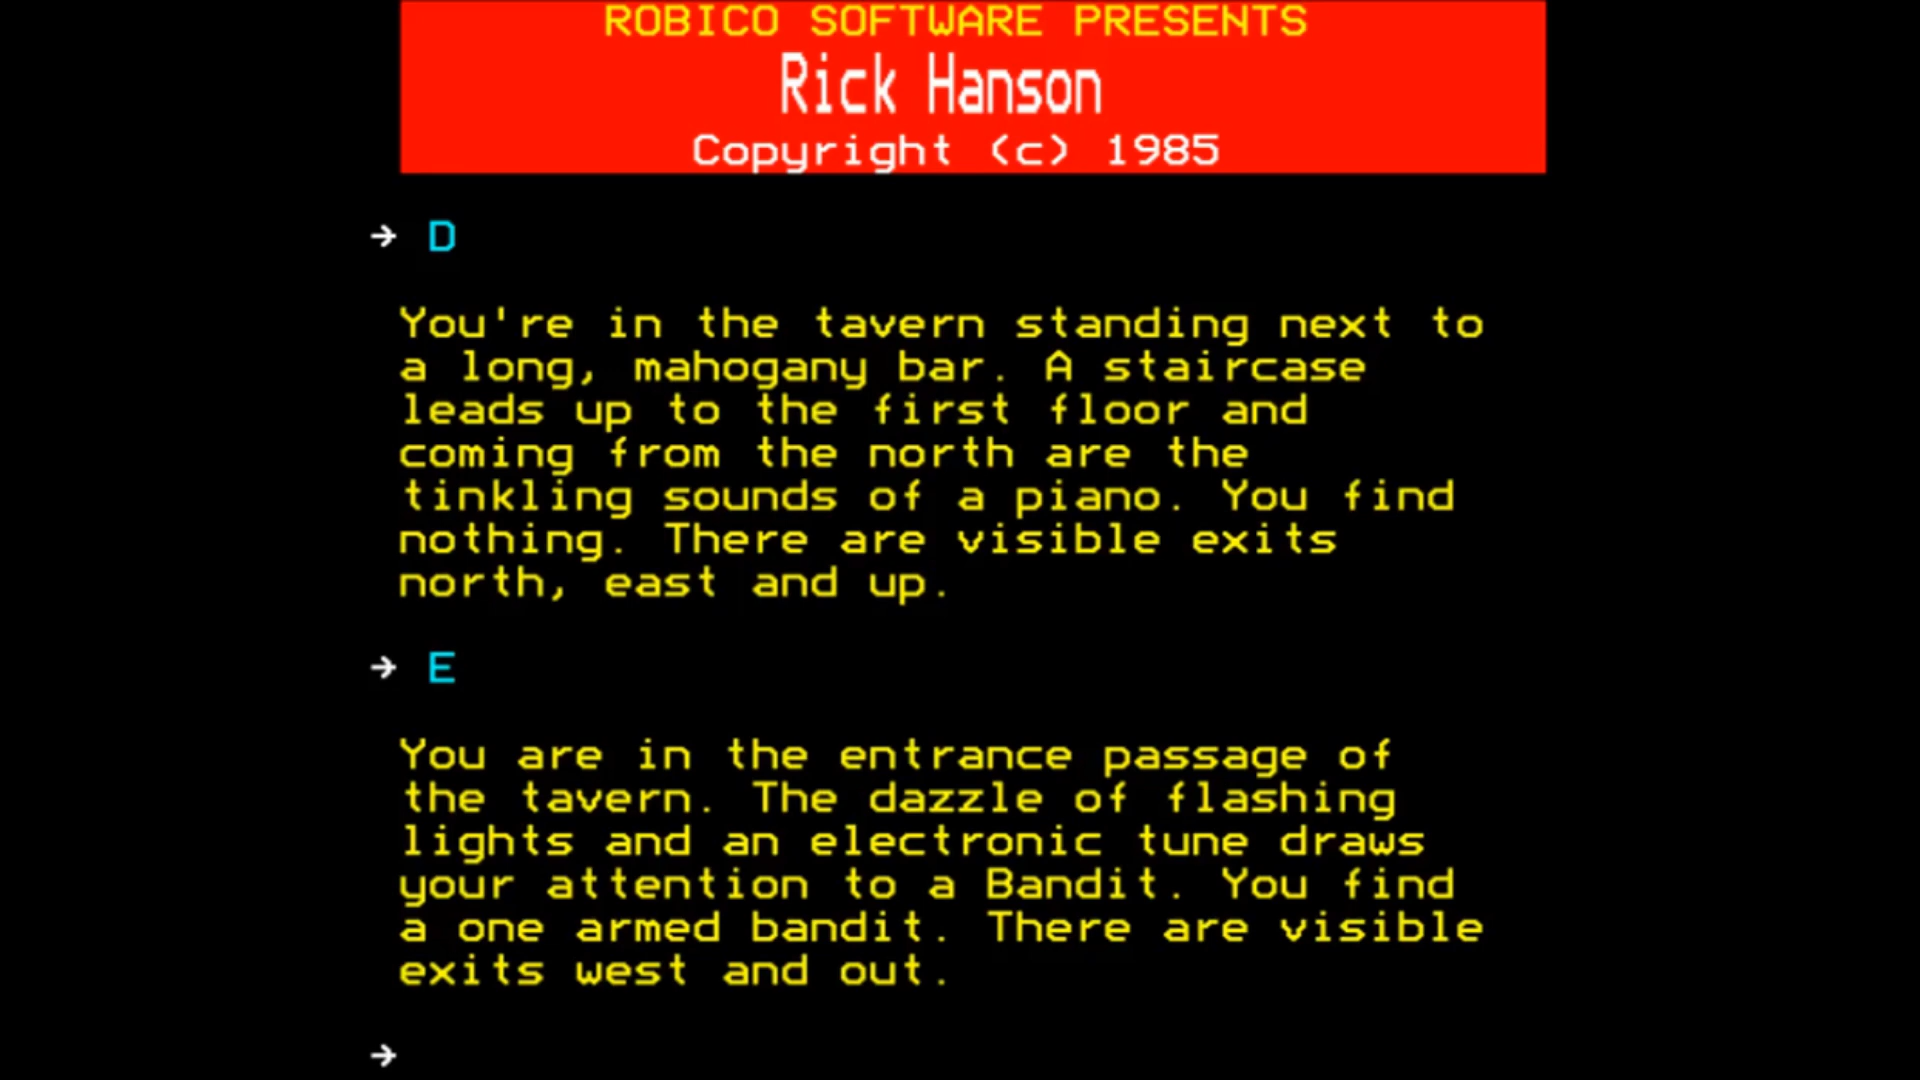 ROBICO SOFTWARE PRESENTS
Rick Hanson
Copyright (c) 1985
→ D
You're in the tavern standing next to
a long, mahogany bar. A staircase
leads up to the first floor and
coming from the north are the
tinkling sounds of a piano. You find
nothing. There are visible exits
north, east and up.
→ E
You are in the entrance passage of
the tavern. The dazzle of flashing
lights and an electronic tune draws
your attention to a Bandit. You find
a one armed bandit. There are visible
exits west and out.
→